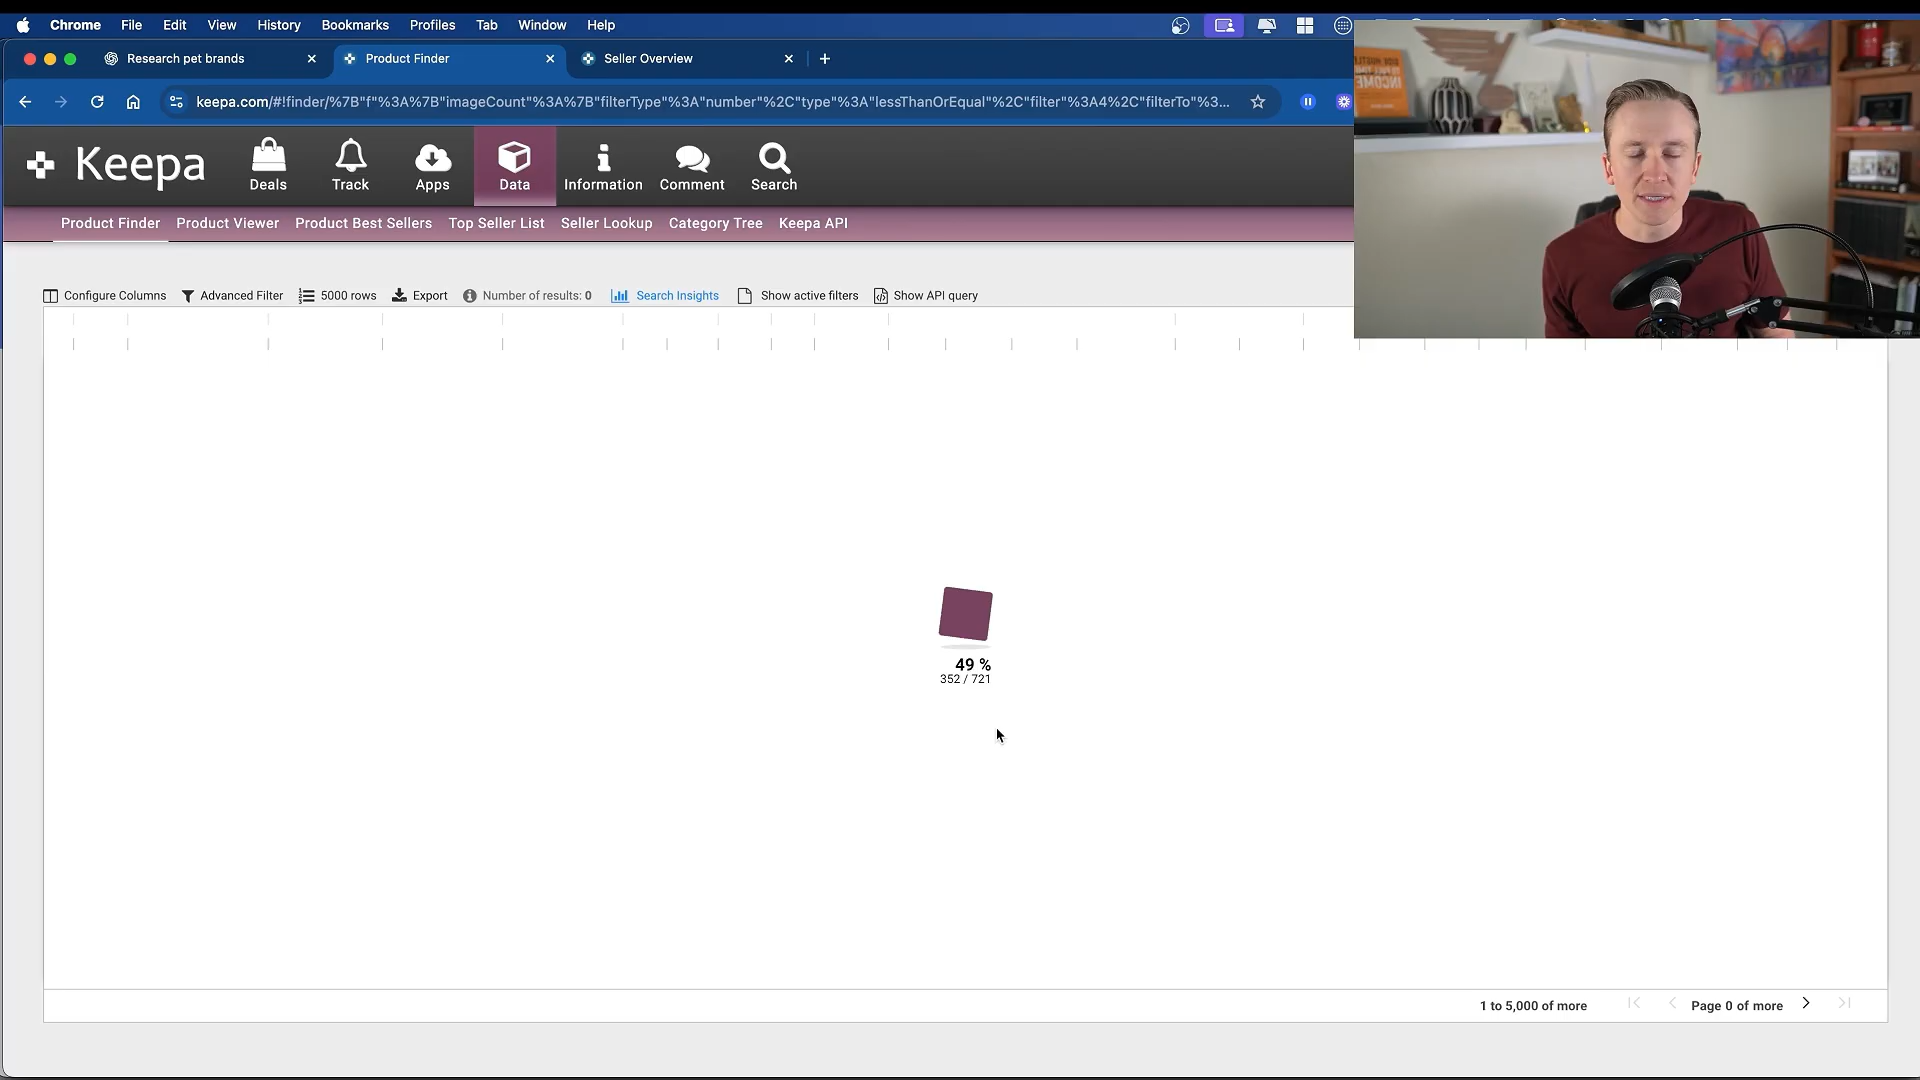 Chrome File Edit View History Bookmarks Profiles Tab Window Help
Research pet brands Product Finder Seller Overview
keepa.com/#!finder/%7B"f"%3A%7B"imageCount"%3A%7B"filterType"%3A"number"%2C"type"%3A"lessThanOrEqual"%2C"filter"%3A4%2C"filterTo"%3...
Keepa Deals Track Apps Data Information Comment Search
Product Finder Product Viewer Product Best Sellers Top Seller List Seller Lookup Category Tree Keepa API
Configure Columns Advanced Filter 5000 rows Export Number of results: 0 Search Insights Show active filters Show API query
49 %
352 / 721
1 to 5,000 of more Page 0 of more